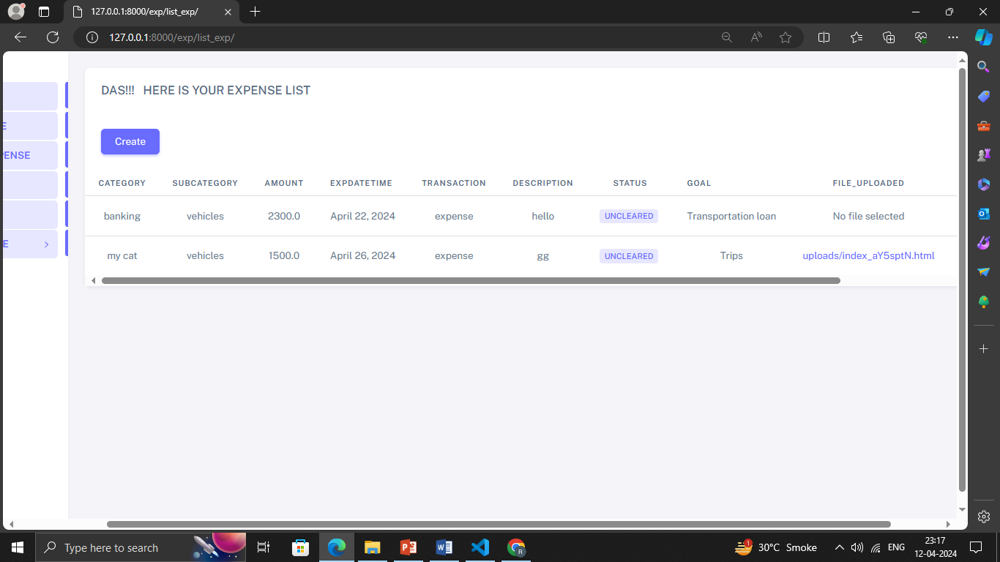 127.0.0.1:8000/exp/list_exp/
127.0.0.1:8000/exp/list_exp/
DAS!!! HERE IS YOUR EXPENSE LIST
E
PENSE
E
Create
CATEGORY SUBCATEGORY AMOUNT EXPDATETIME TRANSACTION DESCRIPTION STATUS GOAL FILE_UPLOADED
banking vehicles 2300.0 April 22, 2024 expense hello UNCLEARED Transportation loan No file selected
my cat vehicles 1500.0 April 26, 2024 expense gg UNCLEARED Trips uploads/index_aY5sptN.html
Type here to search
1
30°C Smoke
ENG
23:17
12-04-2024